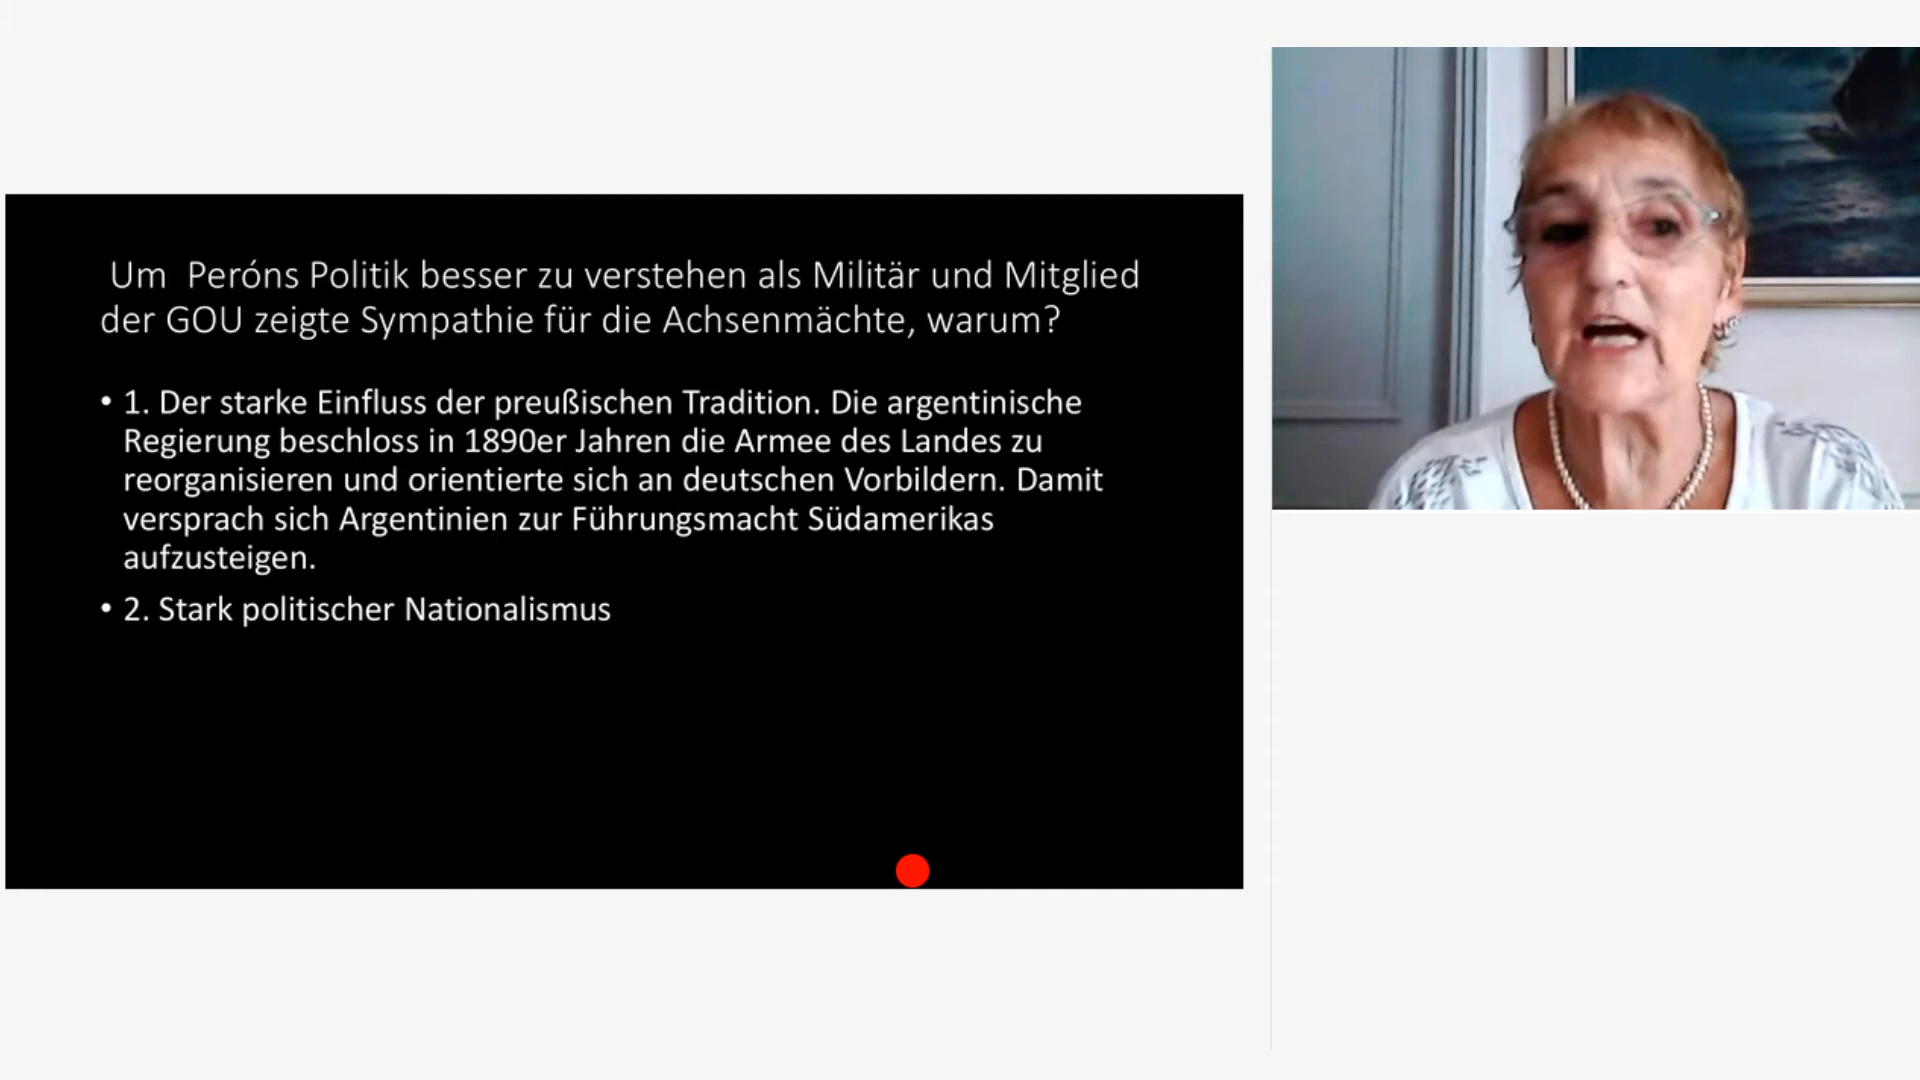 Um Peróns Politik besser zu verstehen als Militär und Mitglied
der GOU zeigte Sympathie für die Achsenmächte, warum?
• 1. Der starke Einfluss der preußischen Tradition. Die argentinische
Regierung beschloss in 1890er Jahren die Armee des Landes zu
reorganisieren und orientierte sich an deutschen Vorbildern. Damit
versprach sich Argentinien zur Führungsmacht Südamerikas
aufzusteigen.
• 2. Stark politischer Nationalismus